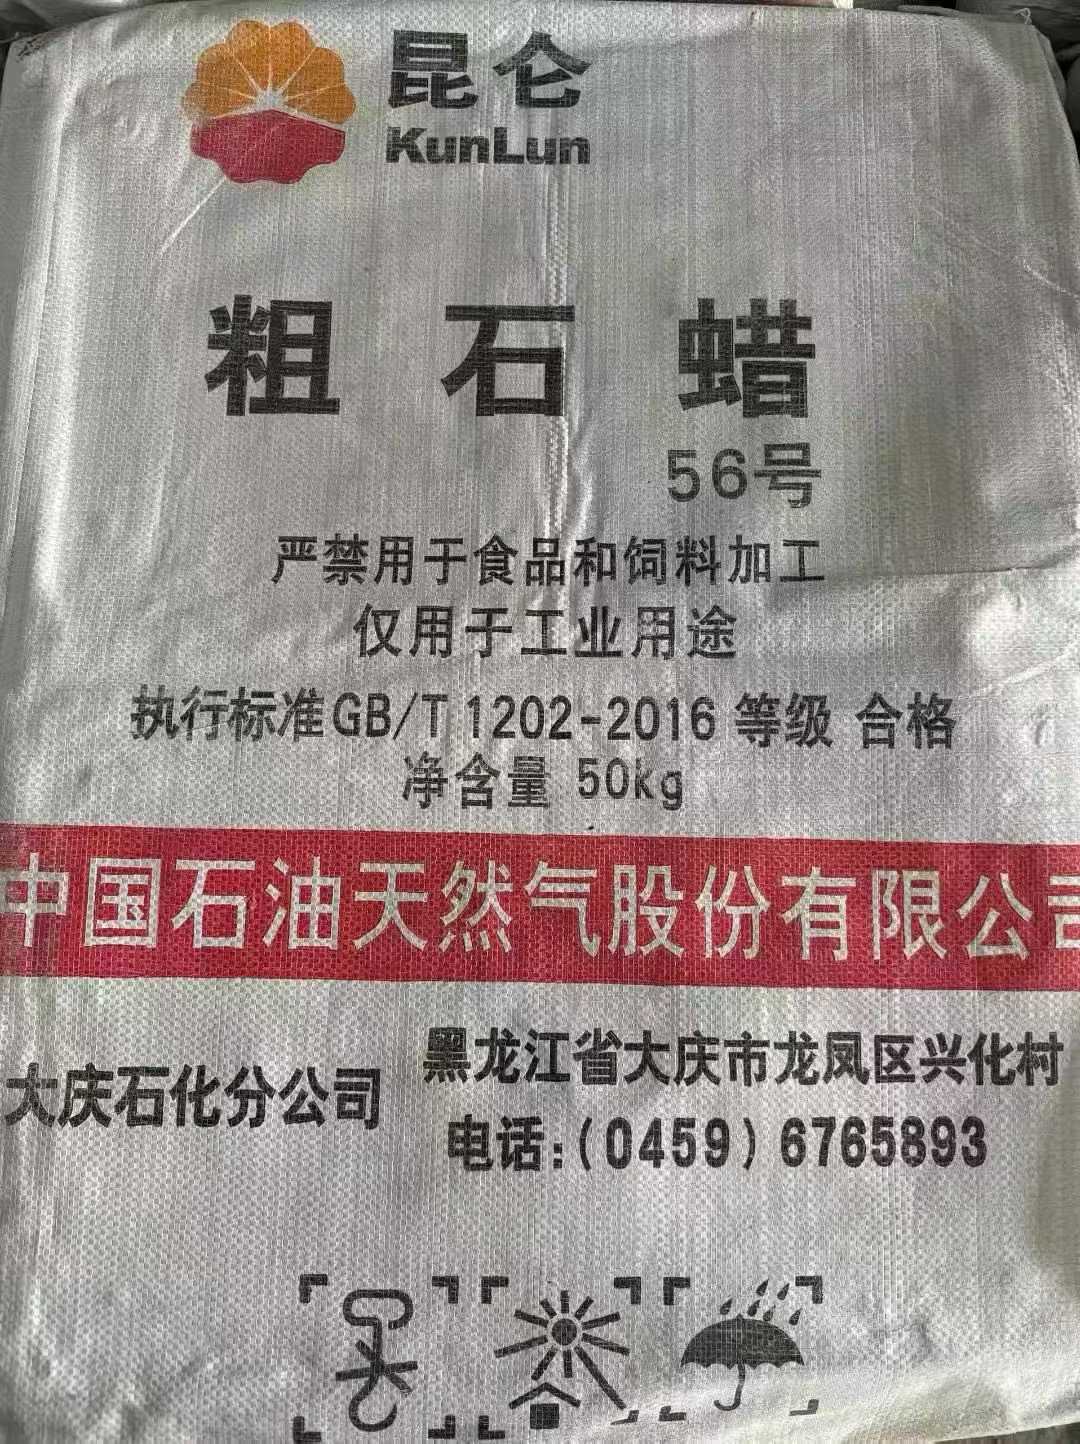 昆仑
KunLun
粗石蜡
56号
严禁用于食品和饲料加工
仅用于工业用途
执行标准GB/T 1202-2016 等级 合格
净含量 50kg
中国石油天然气股份有限公司
大庆石化分公司
黑龙江省大庆市龙凤区兴化村
电话:(0459)6765893